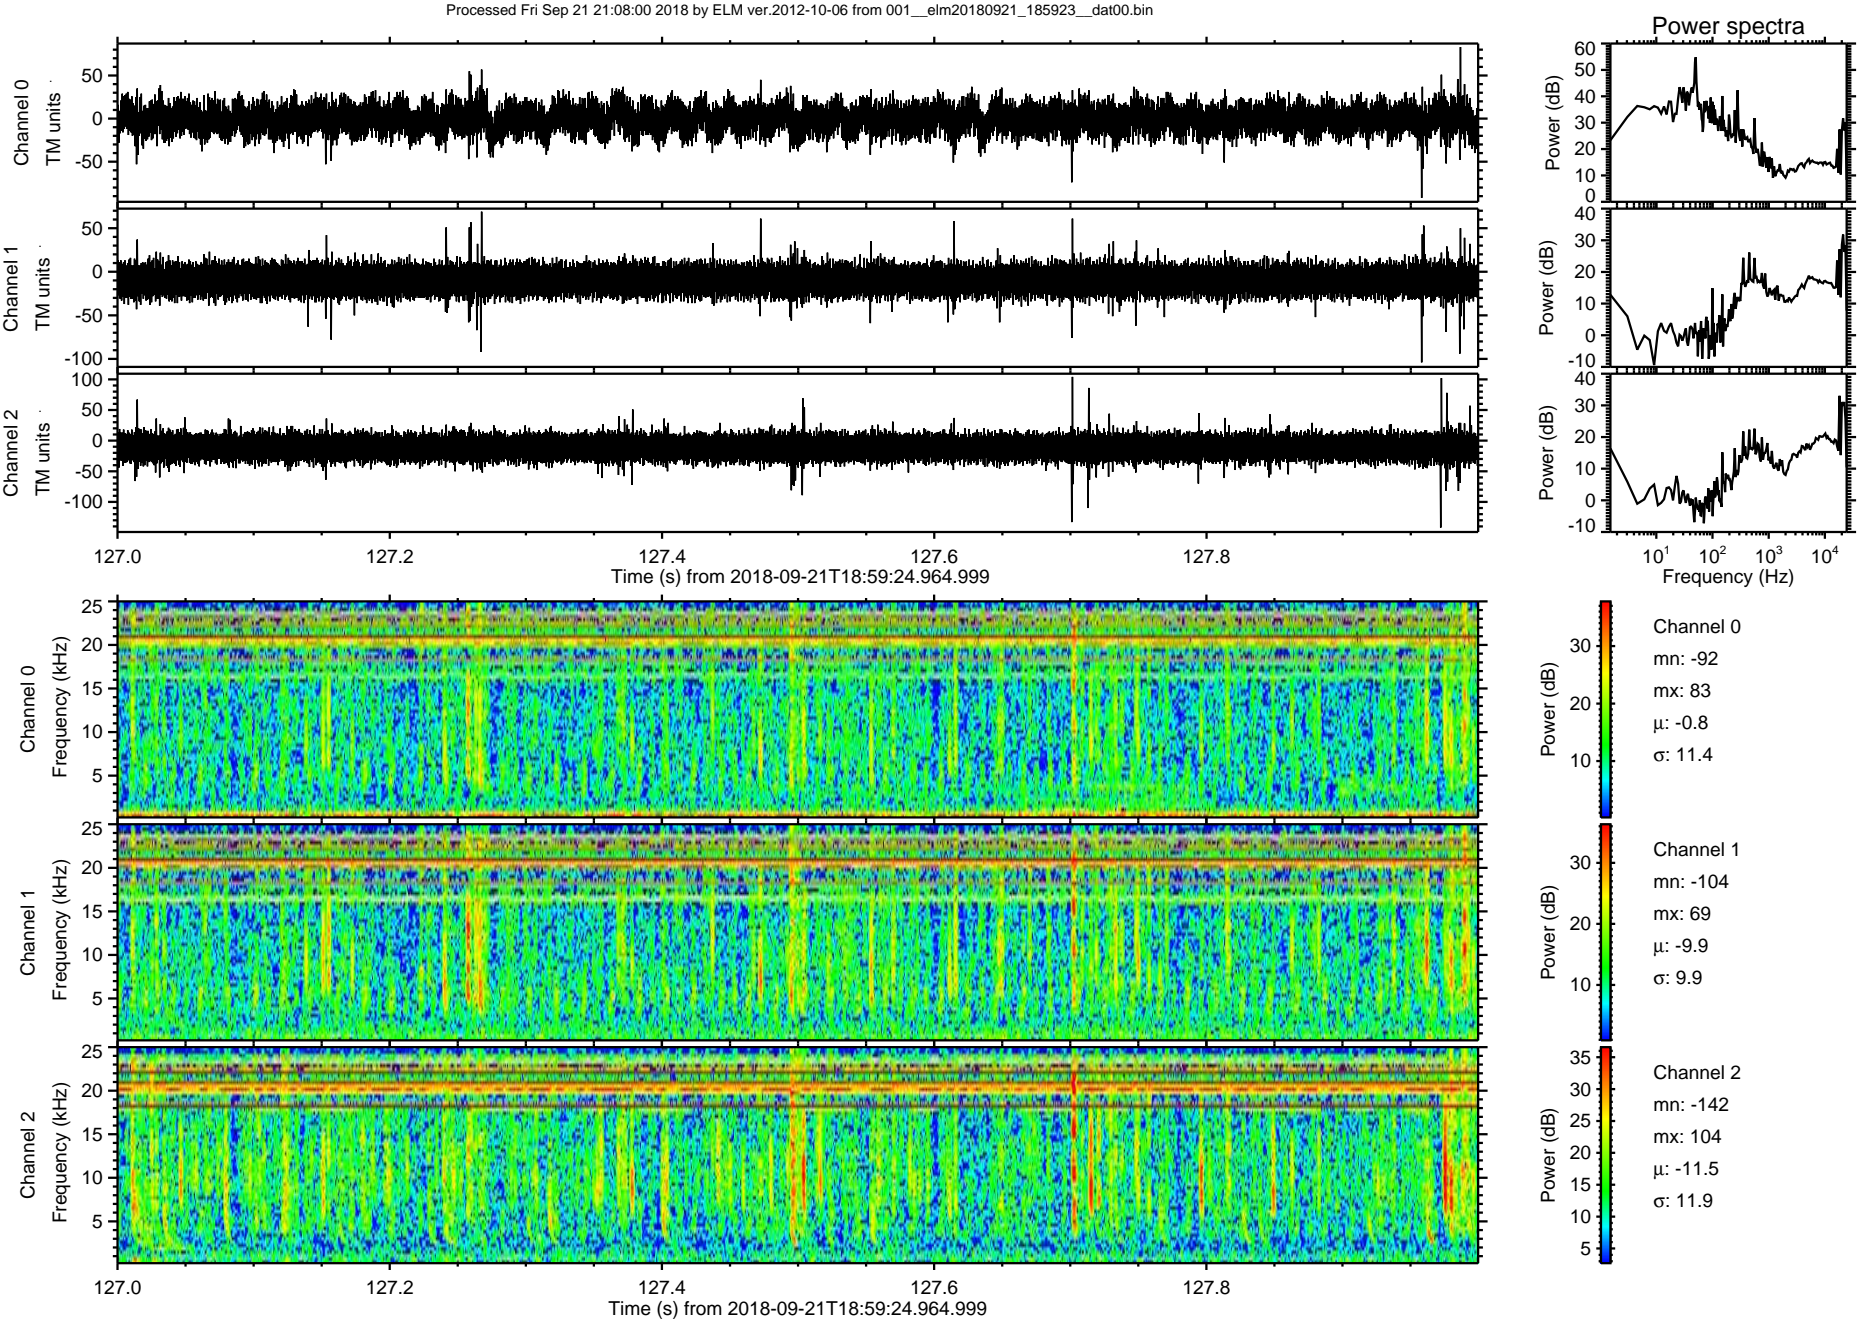 Processed Fri Sep 21 21:08:00 2018 by ELM ver.2012-10-06 from 001__elm20180921_185923__dat00.bin
Power spectra
Channel 0
TM units
50
0
-50
Power (dB)
60
50
40
30
20
10
0
Channel 1
TM units
50
0
-50
-100
Power (dB)
40
30
20
10
0
-10
Channel 2
TM units
100
50
0
-50
-100
Power (dB)
40
30
20
10
0
-10
127.0 127.2 127.4 127.6 127.8
Time (s) from 2018-09-21T18:59:24.964.999
10¹ 10² 10³ 10⁴
Frequency (Hz)
Channel 0
Frequency (kHz)
25
20
15
10
5
Power (dB)
30
20
10
Channel 0
mn: -92
mx: 83
μ: -0.8
σ: 11.4
Channel 1
Frequency (kHz)
25
20
15
10
5
Power (dB)
30
20
10
Channel 1
mn: -104
mx: 69
μ: -9.9
σ: 9.9
Channel 2
Frequency (kHz)
25
20
15
10
5
Power (dB)
35
30
25
20
15
10
5
Channel 2
mn: -142
mx: 104
μ: -11.5
σ: 11.9
127.0 127.2 127.4 127.6 127.8
Time (s) from 2018-09-21T18:59:24.964.999